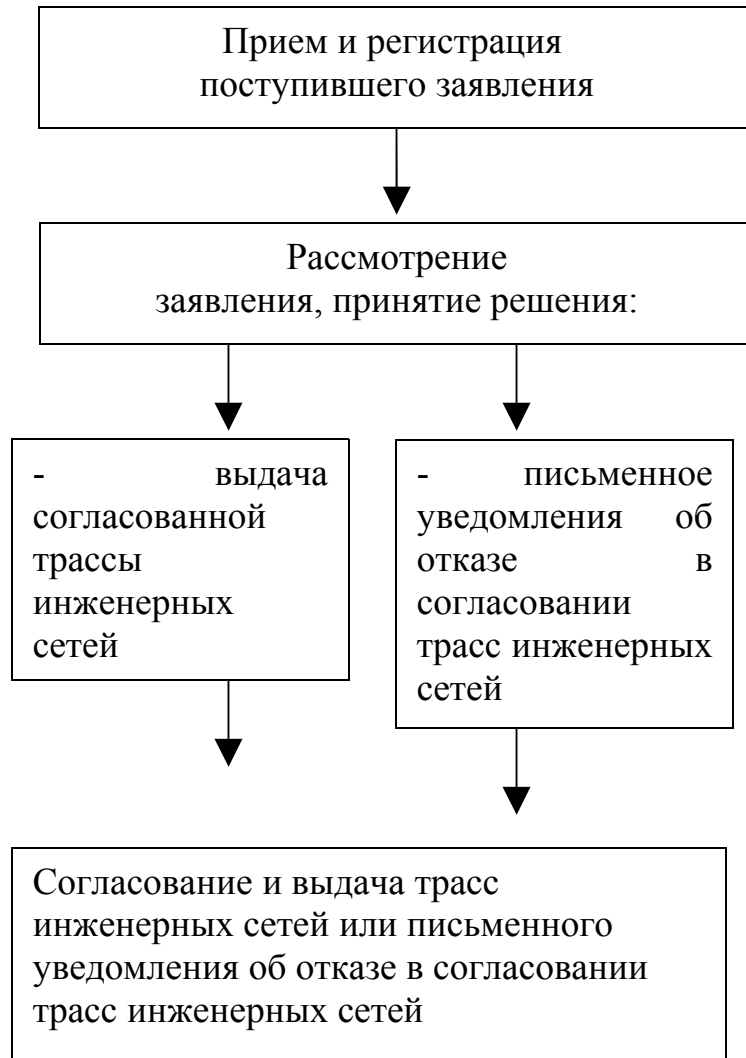 Прием и регистрация
поступившего заявления
Рассмотрение
заявления, принятие решения:
- выдача
согласованной
трассы
инженерных
сетей
- письменное
уведомления об
отказе в
согласовании
трасс инженерных
сетей
Согласование и выдача трасс
инженерных сетей или письменного
уведомления об отказе в согласовании
трасс инженерных сетей